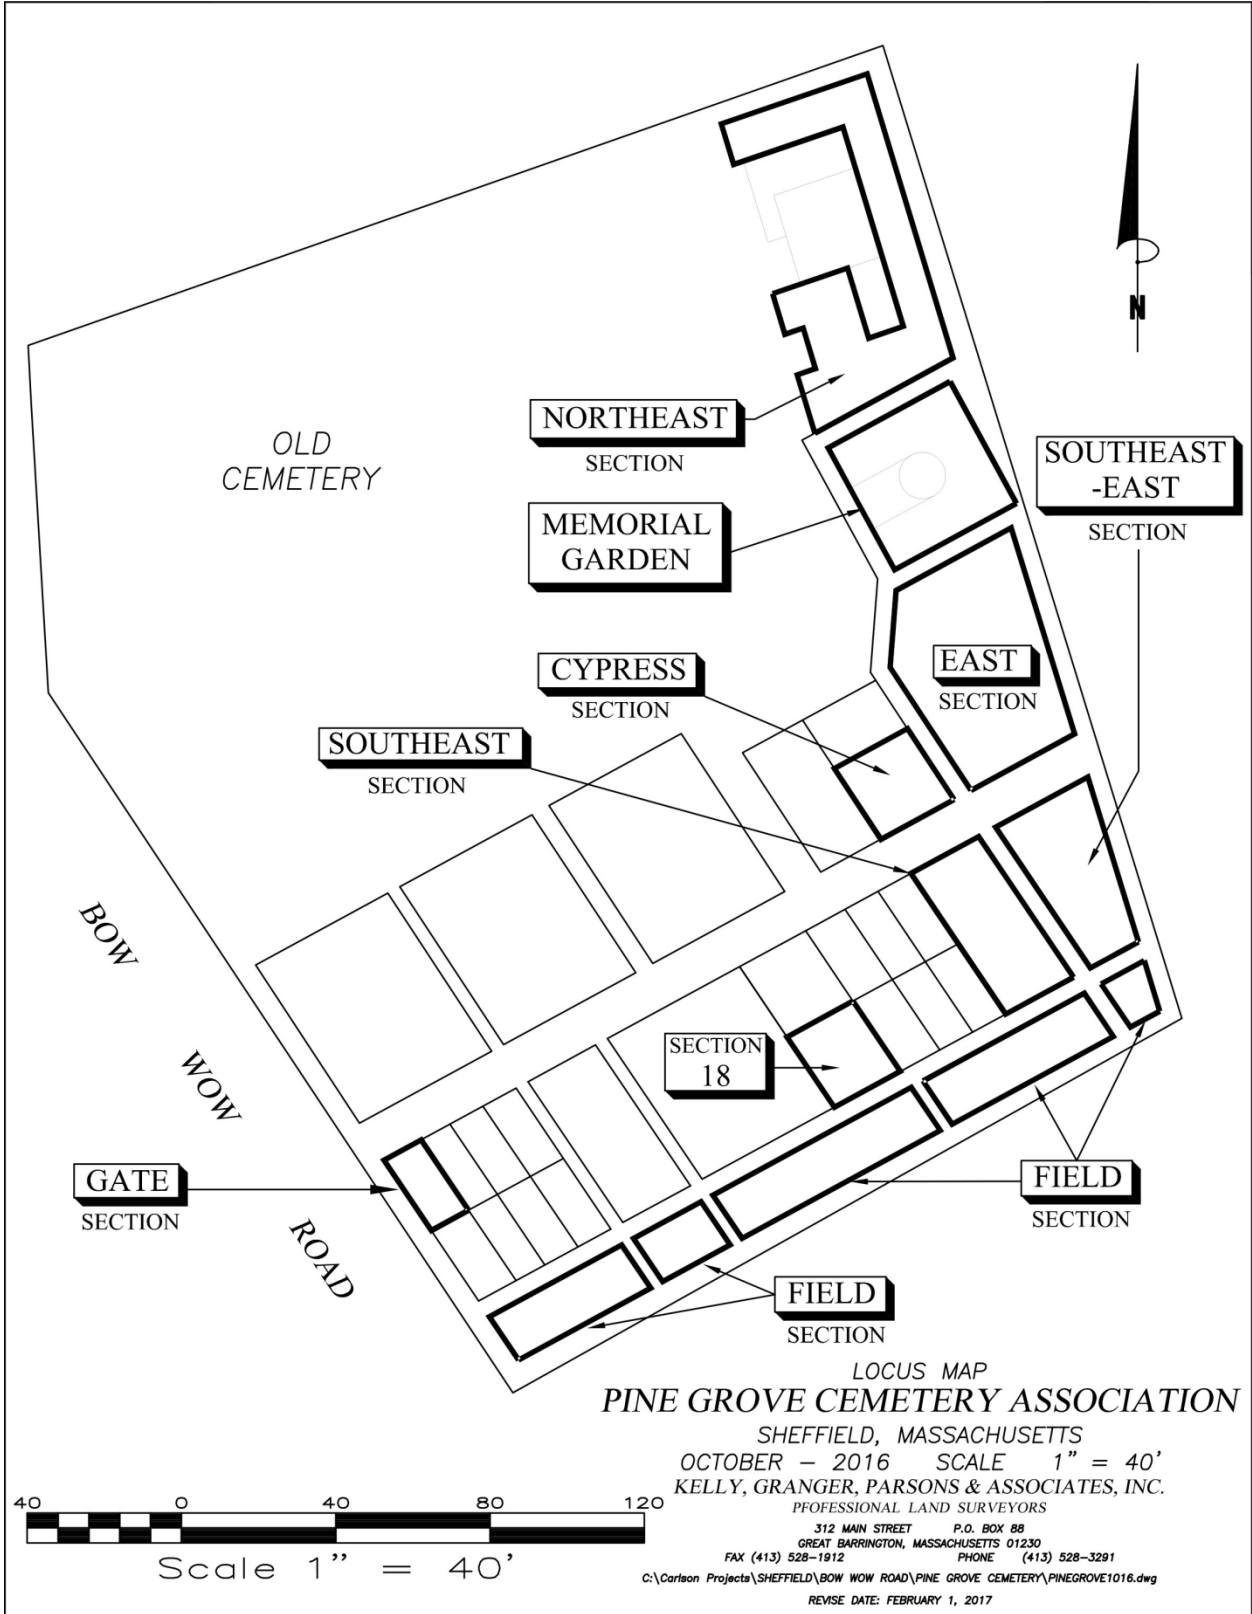 N
OLD
CEMETERY
NORTHEAST
SECTION
SOUTHEAST
-EAST
SECTION
MEMORIAL
GARDEN
EAST
SECTION
CYPRESS
SECTION
SOUTHEAST
SECTION
BOW
WOW
ROAD
SECTION
18
GATE
SECTION
FIELD
SECTION
FIELD
SECTION
LOCUS MAP
PINE GROVE CEMETERY ASSOCIATION
SHEFFIELD, MASSACHUSETTS
OCTOBER - 2016 SCALE 1" = 40'
KELLY, GRANGER, PARSONS & ASSOCIATES, INC.
PFOFESSIONAL LAND SURVEYORS
312 MAIN STREET P.O. BOX 88
GREAT BARRINGTON, MASSACHUSETTS 01230
FAX (413) 528-1912 PHONE (413) 528-3291
C:\Carlson Projects\SHEFFIELD\BOW WOW ROAD\PINE GROVE CEMETERY\PINEGROVE1016.dwg
REVISE DATE: FEBRUARY 1, 2017
40 0 40 80 120
Scale 1" = 40'